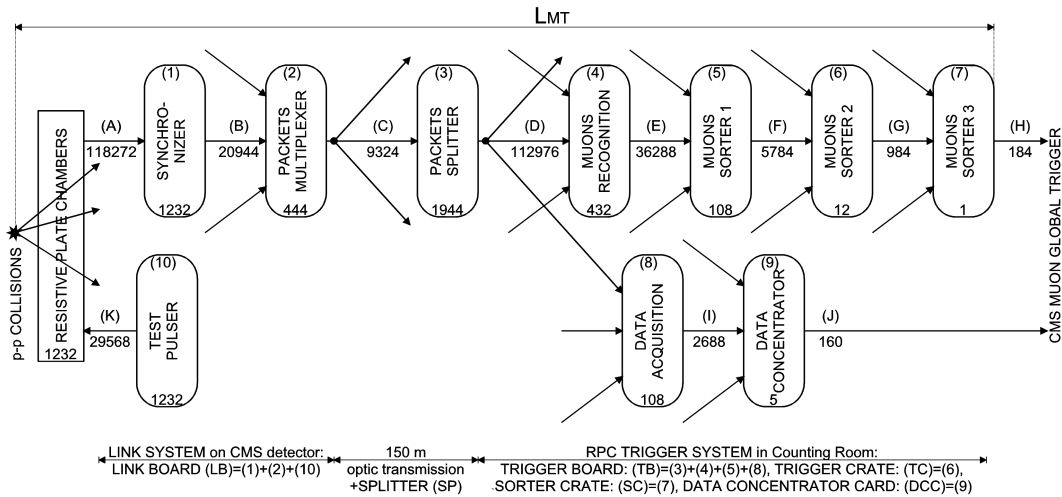 LMT
(1)
(2)
(3)
(4)
(5)
(6)
(7)
p-p COLLISIONS
RESISTIVE PLATE CHAMBERS
1232
(A)
118272
SYNCHRO-
NIZER
1232
(B)
20944
PACKETS
MULTIPLEXER
444
(C)
9324
PACKETS
SPLITTER
1944
(D)
112976
MUONS
RECOGNITION
432
(E)
36288
MUONS
SORTER 1
108
(F)
5784
MUONS
SORTER 2
12
(G)
984
MUONS
SORTER 3
1
(H)
184
CMS MUON GLOBAL TRIGGER
(K)
29568
(10)
TEST
PULSER
1232
(8)
DATA
ACQUISITION
108
(I)
2688
(9)
DATA
CONCENTRATOR
5
(J)
160
LINK SYSTEM on CMS detector:
LINK BOARD (LB)=(1)+(2)+(10)
150 m
optic transmission
+SPLITTER (SP)
RPC TRIGGER SYSTEM in Counting Room:
TRIGGER BOARD: (TB)=(3)+(4)+(5)+(8), TRIGGER CRATE: (TC)=(6),
SORTER CRATE: (SC)=(7), DATA CONCENTRATOR CARD: (DCC)=(9)